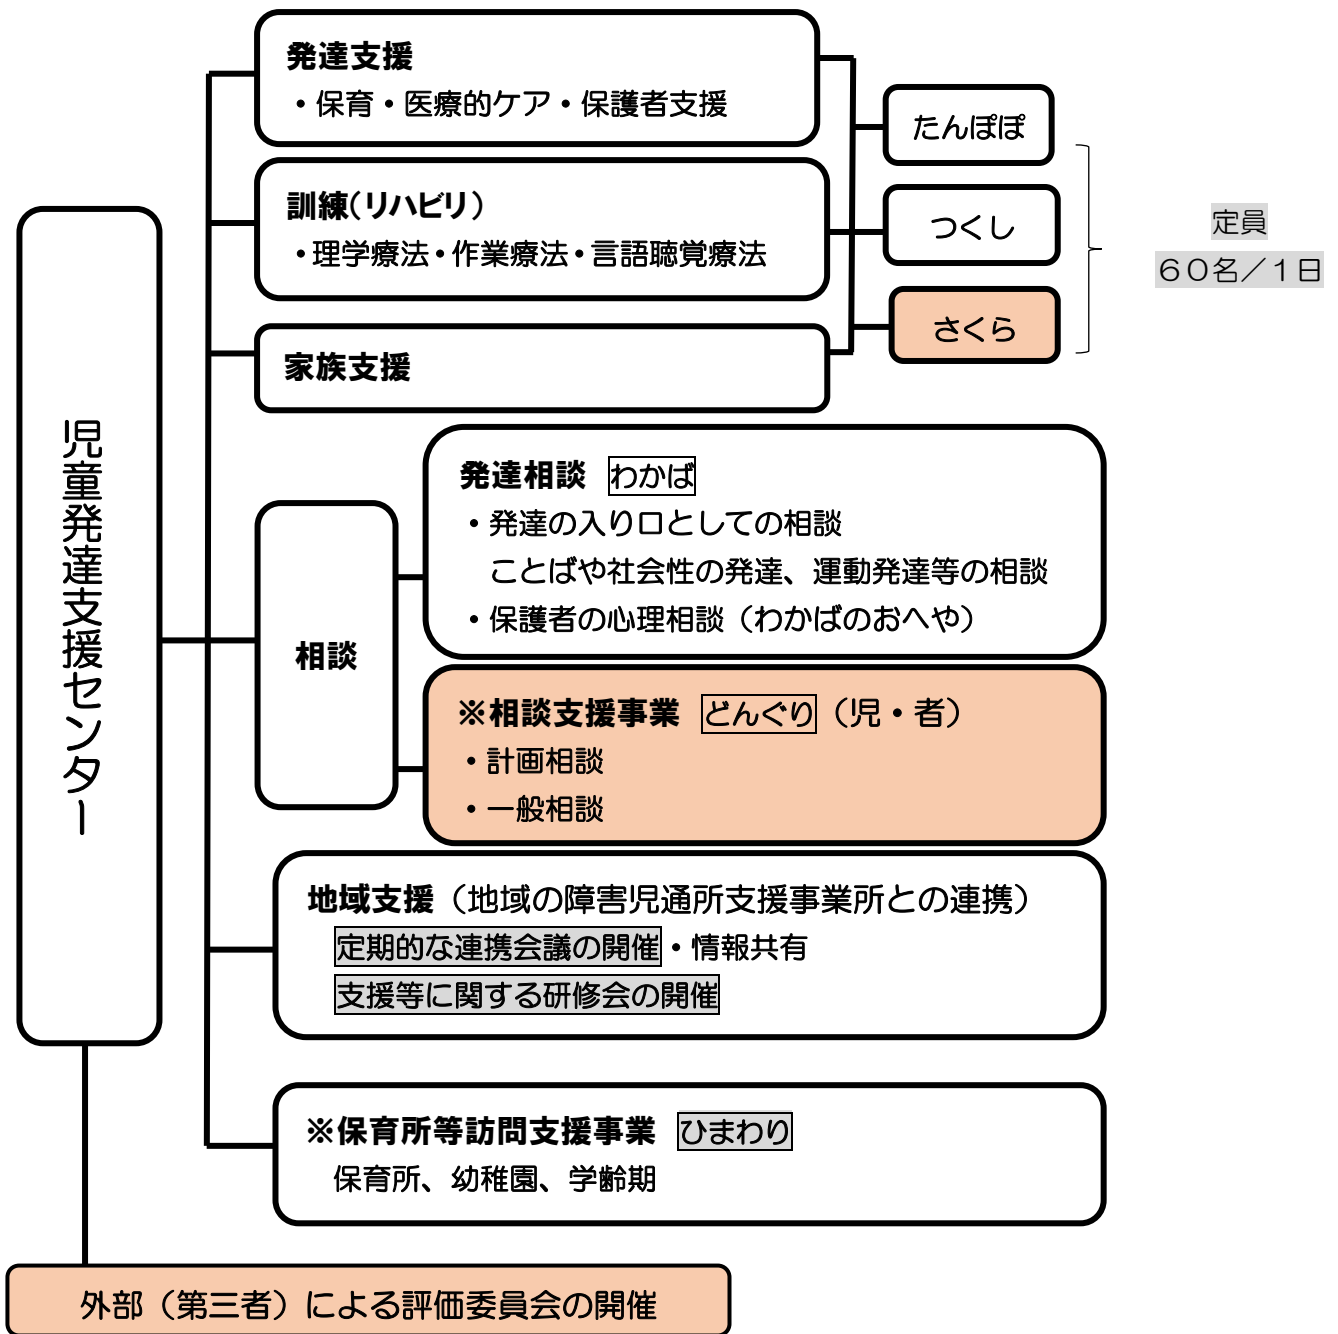 発達支援
・保育・医療的ケア・保護者支援
訓練(リハビリ)
・理学療法・作業療法・言語聴覚療法
家族支援
たんぽぽ
つくし
さくら
定員
60名/1日
児童発達支援センター
相談
発達相談 わかば
・発達の入り口としての相談
ことばや社会性の発達、運動発達等の相談
・保護者の心理相談(わかばのおへや)
※相談支援事業 どんぐり(児・者)
・計画相談
・一般相談
地域支援(地域の障害児通所支援事業所との連携)
定期的な連携会議の開催・情報共有
支援等に関する研修会の開催
※保育所等訪問支援事業 ひまわり
保育所、幼稚園、学齢期
外部(第三者)による評価委員会の開催